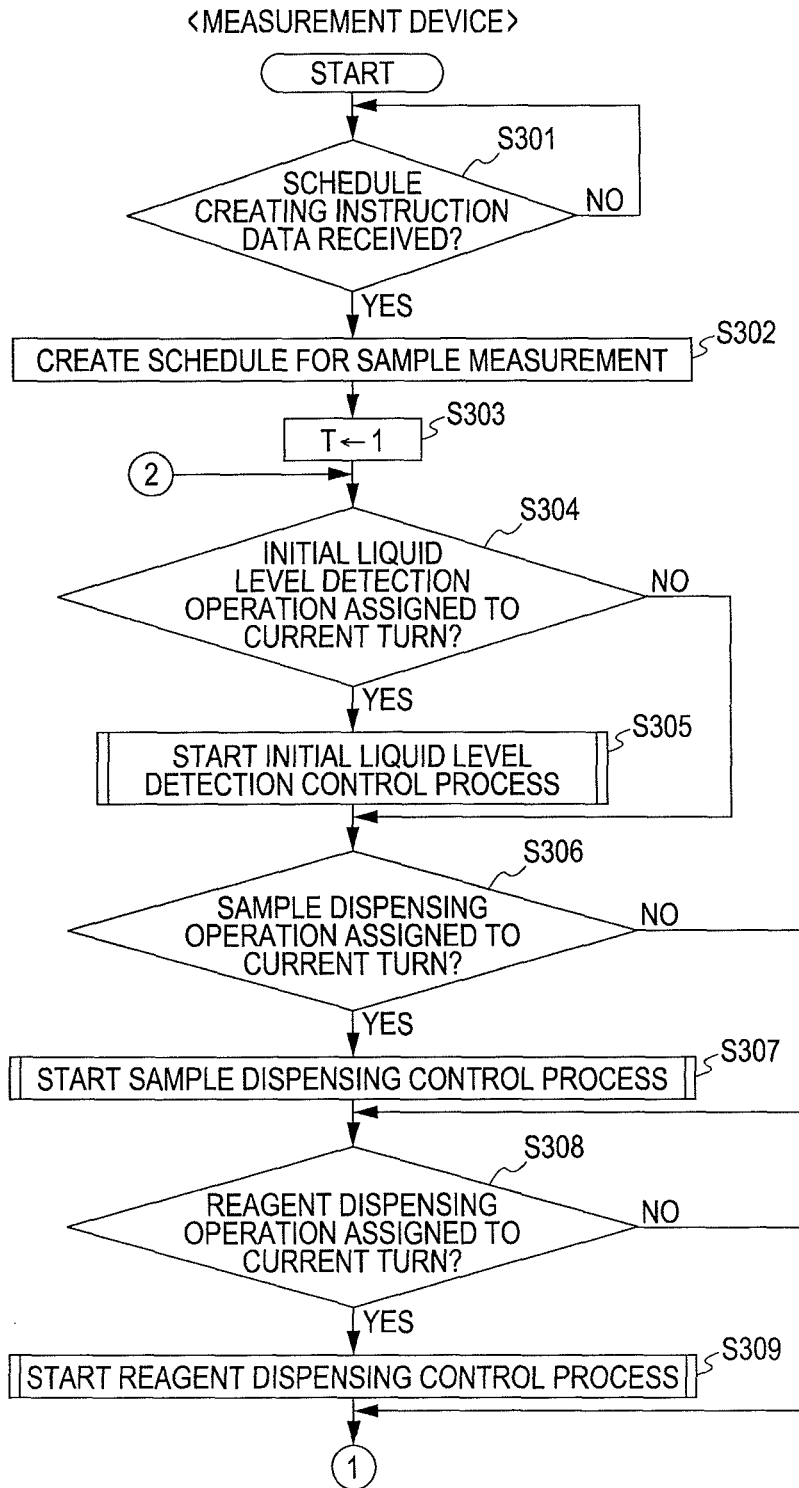 <MEASUREMENT DEVICE>
START
S301
SCHEDULE
CREATING INSTRUCTION
DATA RECEIVED?
NO
YES
S302
CREATE SCHEDULE FOR SAMPLE MEASUREMENT
S303
T←1
2
S304
INITIAL LIQUID
LEVEL DETECTION
OPERATION ASSIGNED TO
CURRENT TURN?
NO
YES
S305
START INITIAL LIQUID LEVEL
DETECTION CONTROL PROCESS
S306
SAMPLE DISPENSING
OPERATION ASSIGNED TO
CURRENT TURN?
NO
YES
S307
START SAMPLE DISPENSING CONTROL PROCESS
S308
REAGENT DISPENSING
OPERATION ASSIGNED TO
CURRENT TURN?
NO
YES
S309
START REAGENT DISPENSING CONTROL PROCESS
1